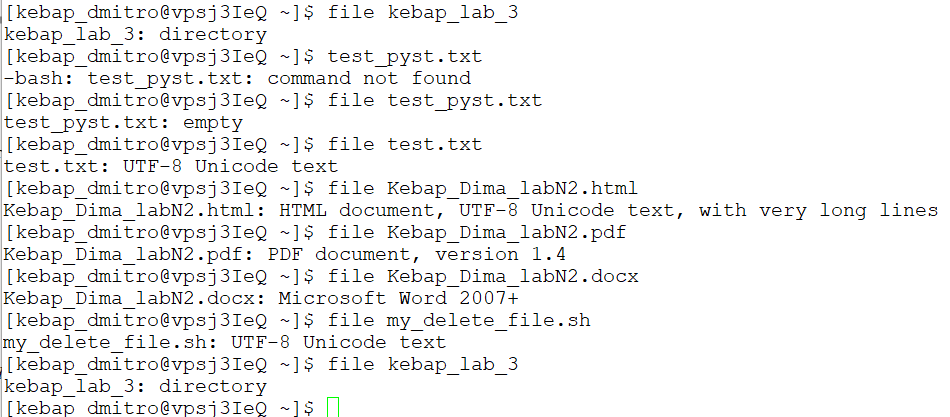 [kebap_dmitro@vpsj3IeQ ~]$ file kebap_lab_3
kebap_lab_3: directory
[kebap_dmitro@vpsj3IeQ ~]$ test_pyst.txt
-bash: test_pyst.txt: command not found
[kebap_dmitro@vpsj3IeQ ~]$ file test_pyst.txt
test_pyst.txt: empty
[kebap_dmitro@vpsj3IeQ ~]$ file test.txt
test.txt: UTF-8 Unicode text
[kebap_dmitro@vpsj3IeQ ~]$ file Kebap_Dima_labN2.html
Kebap_Dima_labN2.html: HTML document, UTF-8 Unicode text, with very long lines
[kebap_dmitro@vpsj3IeQ ~]$ file Kebap_Dima_labN2.pdf
Kebap_Dima_labN2.pdf: PDF document, version 1.4
[kebap_dmitro@vpsj3IeQ ~]$ file Kebap_Dima_labN2.docx
Kebap_Dima_labN2.docx: Microsoft Word 2007+
[kebap_dmitro@vpsj3IeQ ~]$ file my_delete_file.sh
my_delete_file.sh: UTF-8 Unicode text
[kebap_dmitro@vpsj3IeQ ~]$ file kebap_lab_3
kebap_lab_3: directory
[kebap_dmitro@vpsj3IeQ ~]$